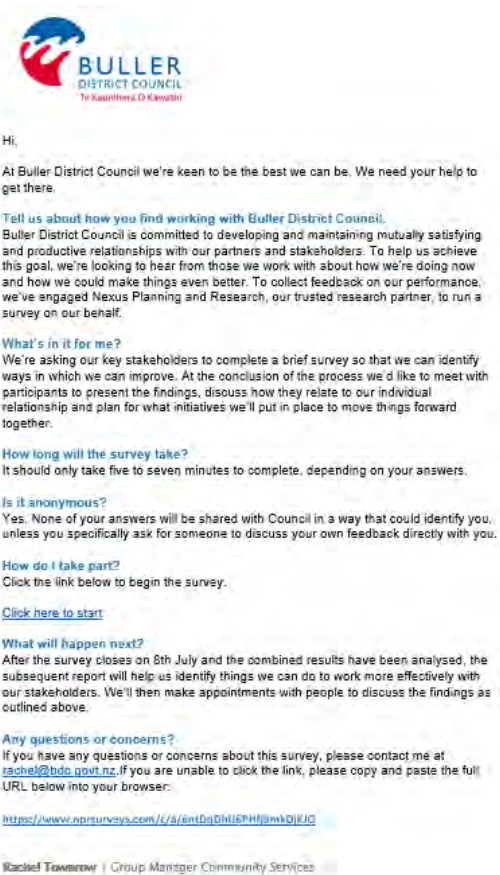 BULLER
DISTRICT COUNCIL
Te Kaunihera O Kawatiri
Hi,
At Buller District Council we're keen to be the best we can be. We need your help to
get there.
Tell us about how you find working with Buller District Council.
Buller District Council is committed to developing and maintaining mutually satisfying
and productive relationships with our partners and stakeholders. To help us achieve
this goal, we're looking to hear from those we work with about how we're doing now
and how we could make things even better. To collect feedback on our performance,
we've engaged Nexus Planning and Research, our trusted research partner, to run a
survey on our behalf.
What's in it for me?
We're asking our key stakeholders to complete a brief survey so that we can identify
ways in which we can improve. At the conclusion of the process we'd like to meet with
participants to present the findings, discuss how they relate to our individual
relationship and plan for what initiatives we'll put in place to move things forward
together.
How long will the survey take?
It should only take five to seven minutes to complete, depending on your answers.
Is it anonymous?
Yes. None of your answers will be shared with Council in a way that could identify you,
unless you specifically ask for someone to discuss your own feedback directly with you.
How do I take part?
Click the link below to begin the survey.
Click here to start
What will happen next?
After the survey closes on 8th July and the combined results have been analysed, the
subsequent report will help us identify things we can do to work more effectively with
our stakeholders. We'll then make appointments with people to discuss the findings as
outlined above.
Any questions or concerns?
If you have any questions or concerns about this survey, please contact me at
rachel@bdc.govt.nz.If you are unable to click the link, please copy and paste the full
URL below into your browser:
Rachel Townrow | Group Manager Community Services